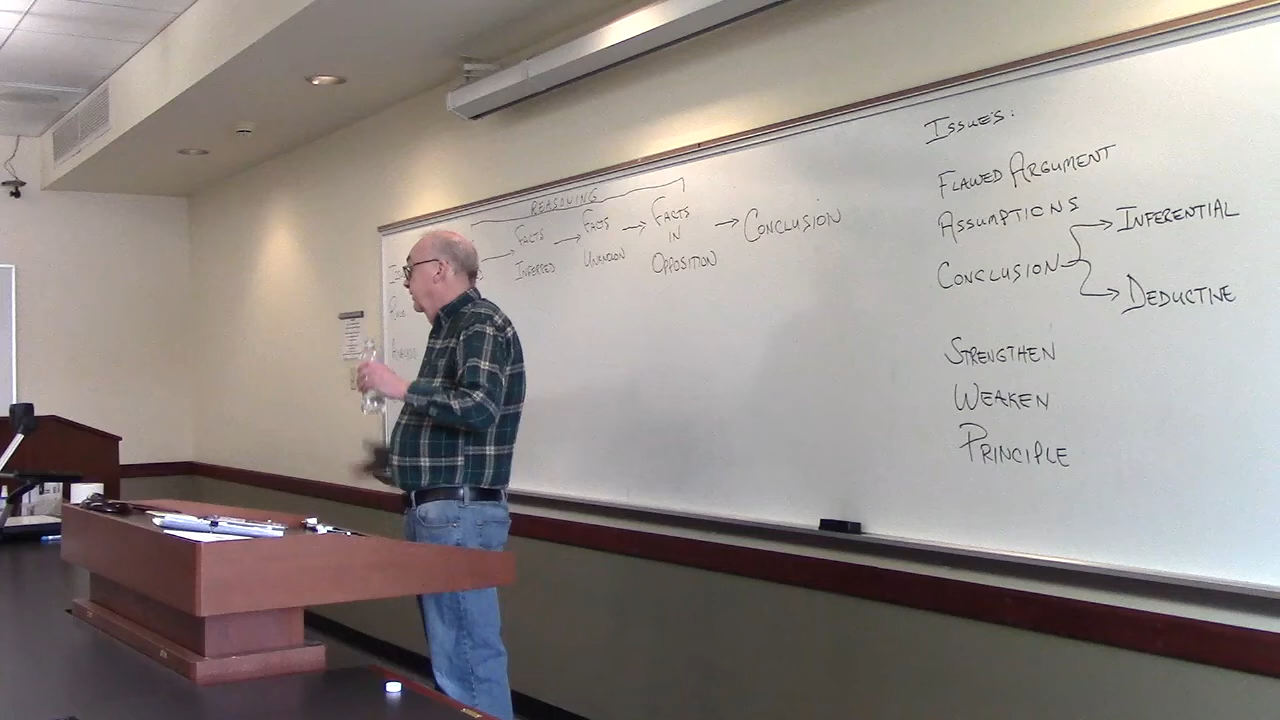 REASONING
FACTS INFERRED → FACTS UNKNOWN → FACTS IN OPPOSITION → CONCLUSION
ISSUES:
FLAWED ARGUMENT
ASSUMPTIONS
CONCLUSION → INFERENTIAL
→ DEDUCTIVE
STRENGTHEN
WEAKEN
PRINCIPLE